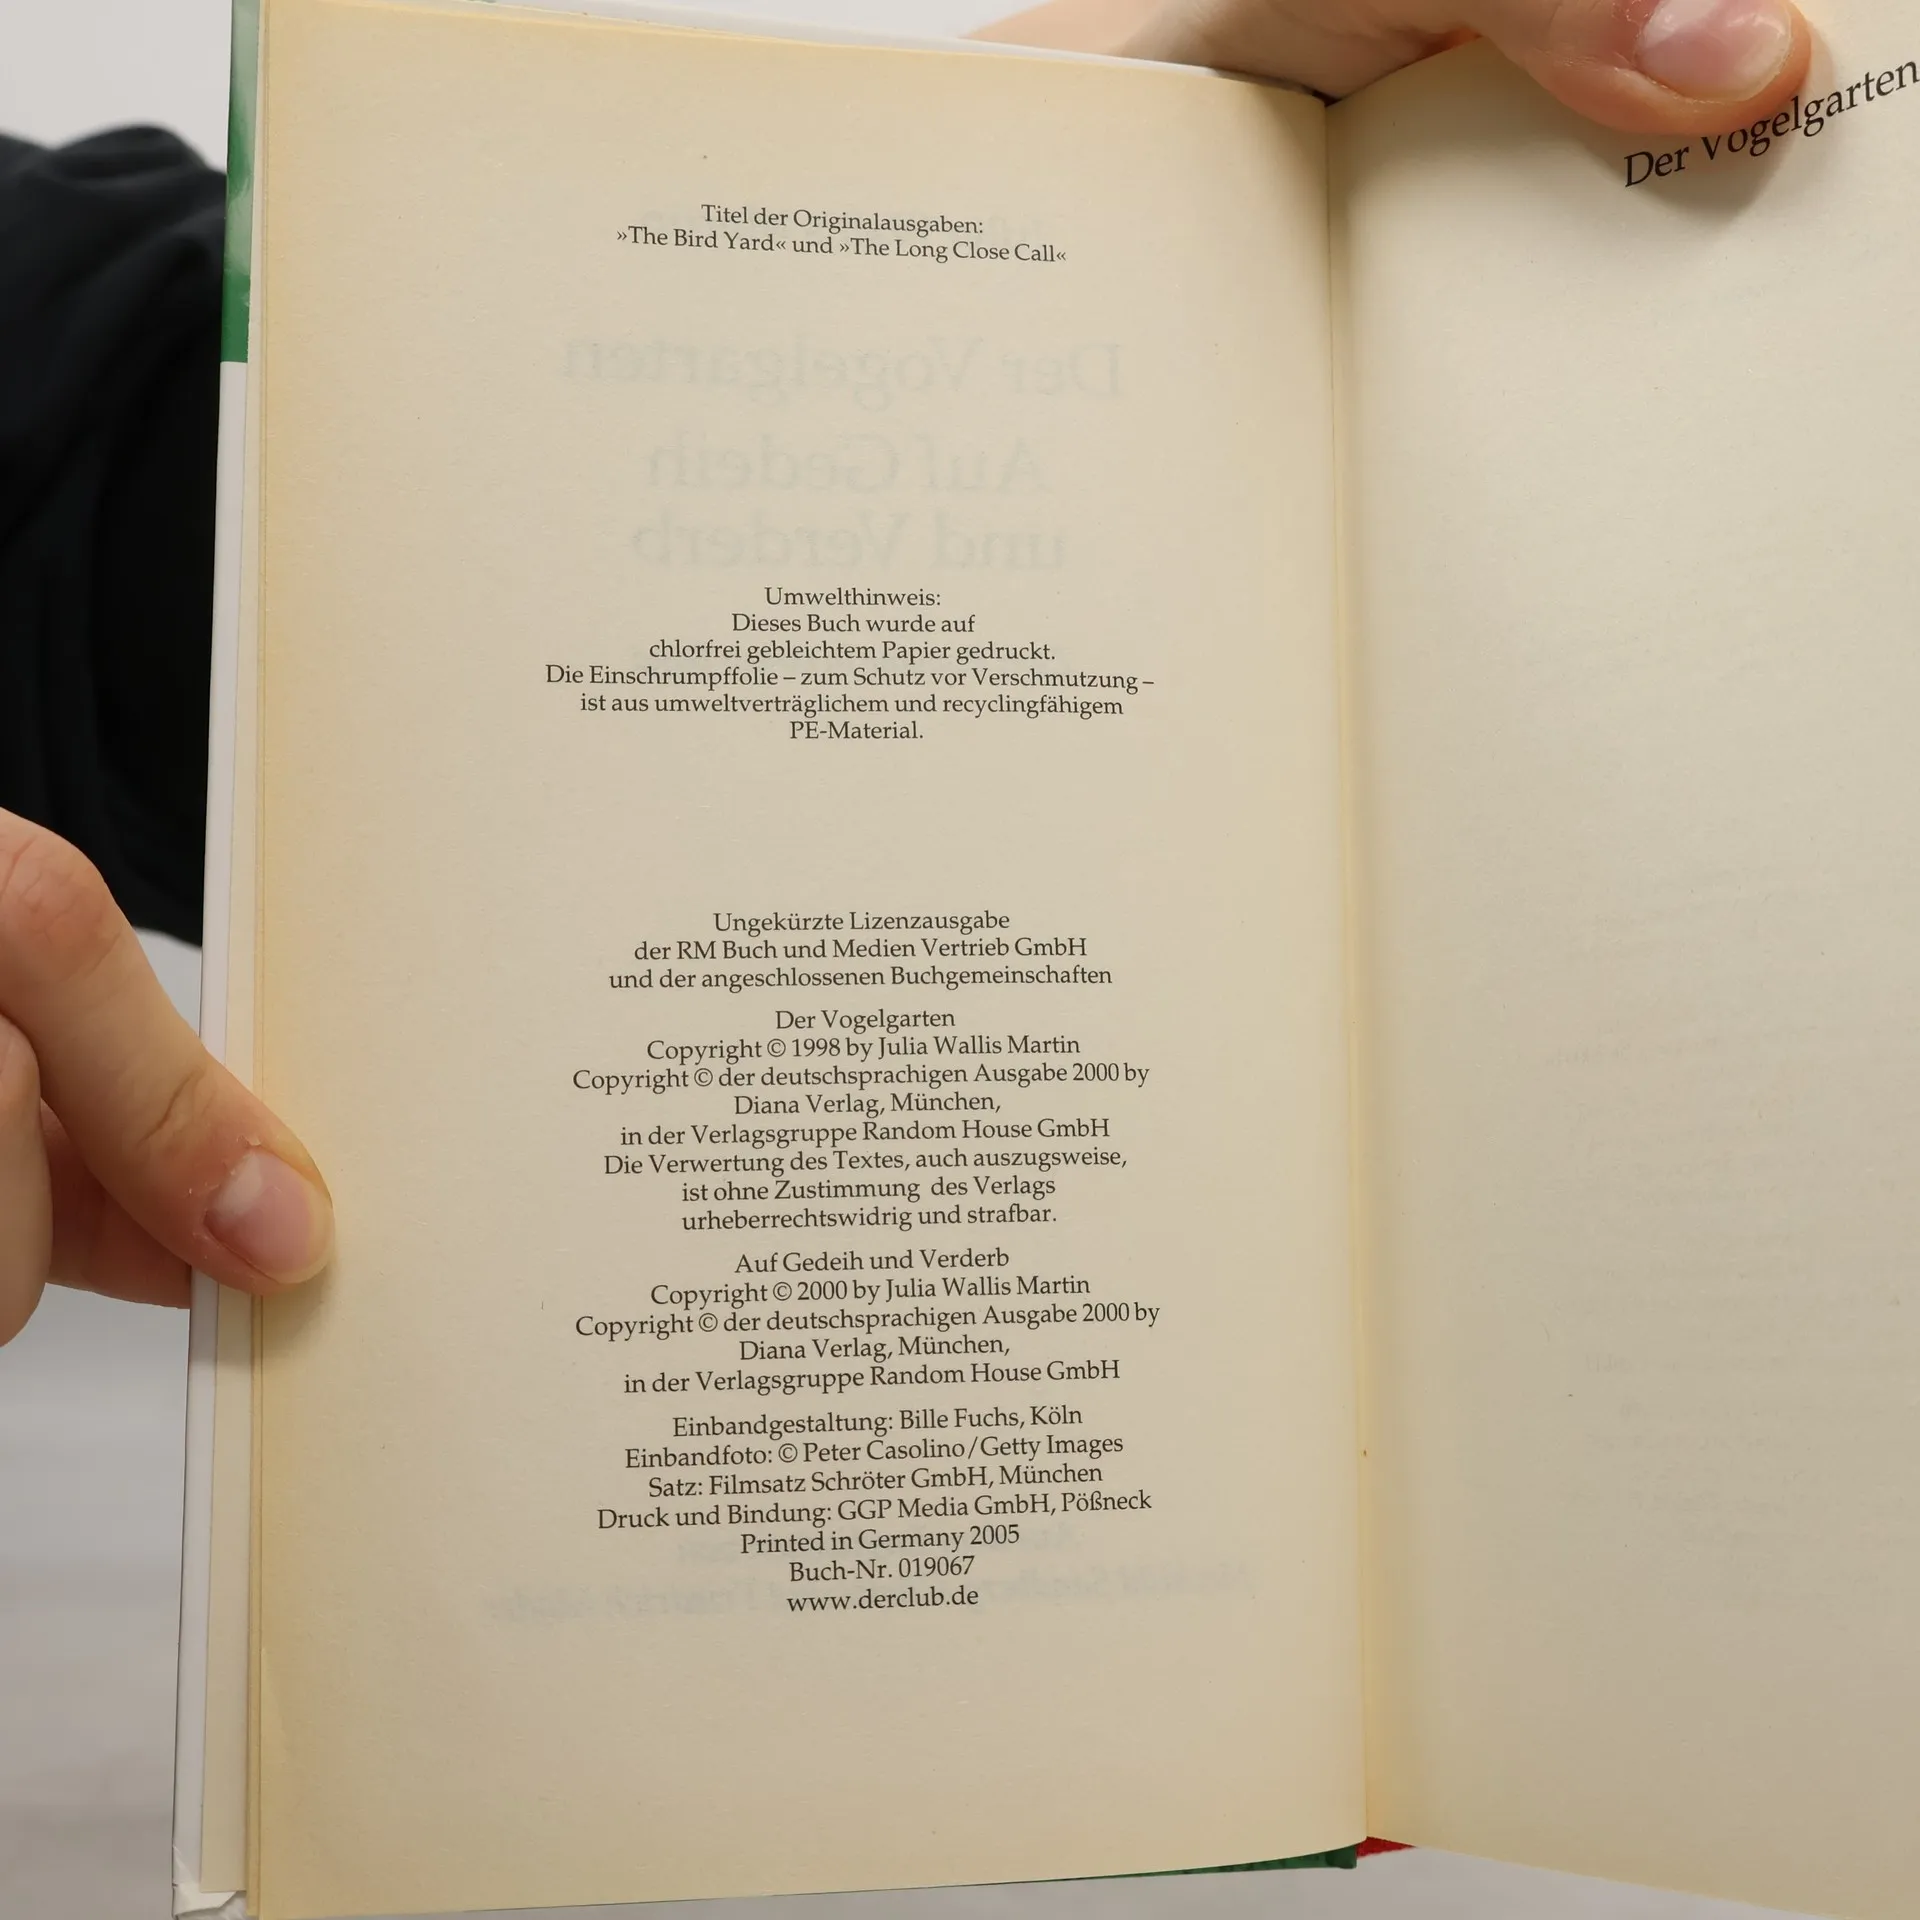 Titel der Originalausgaben:
»The Bird Yard« und »The Long Close Call«
Der Vogelgarten
Auf Gedeih
und Verderb
Umwelthinweis:
Dieses Buch wurde auf
chlorfrei gebleichtem Papier gedruckt.
Die Einschrumpffolie – zum Schutz vor Verschmutzung –
ist aus umweltverträglichem und recyclingfähigem
PE-Material.
Ungekürzte Lizenzausgabe
der RM Buch und Medien Vertrieb GmbH
und der angeschlossenen Buchgemeinschaften
Der Vogelgarten
Copyright © 1998 by Julia Wallis Martin
Copyright © der deutschsprachigen Ausgabe 2000 by
Diana Verlag, München,
in der Verlagsgruppe Random House GmbH
Die Verwertung des Textes, auch auszugsweise,
ist ohne Zustimmung des Verlags
urheberrechtswidrig und strafbar.
Auf Gedeih und Verderb
Copyright © 2000 by Julia Wallis Martin
Copyright © der deutschsprachigen Ausgabe 2000 by
Diana Verlag, München,
in der Verlagsgruppe Random House GmbH
Einbandgestaltung: Bille Fuchs, Köln
Einbandfoto: © Peter Casolino/Getty Images
Satz: Filmsatz Schröter GmbH, München
Druck und Bindung: GGP Media GmbH, Pößneck
Printed in Germany 2005
Buch-Nr. 019067
www.derclub.de
Der Vogelgarten